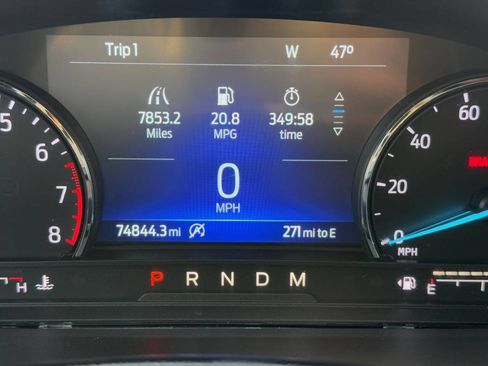 Trip 1 W 47°
7853.2 20.8 349:58
Miles MPG time
0
MPH
74844.3 mi 271 mi to E
5
6
7
8
60
40
20
0
MPH
H
P R N D M
E